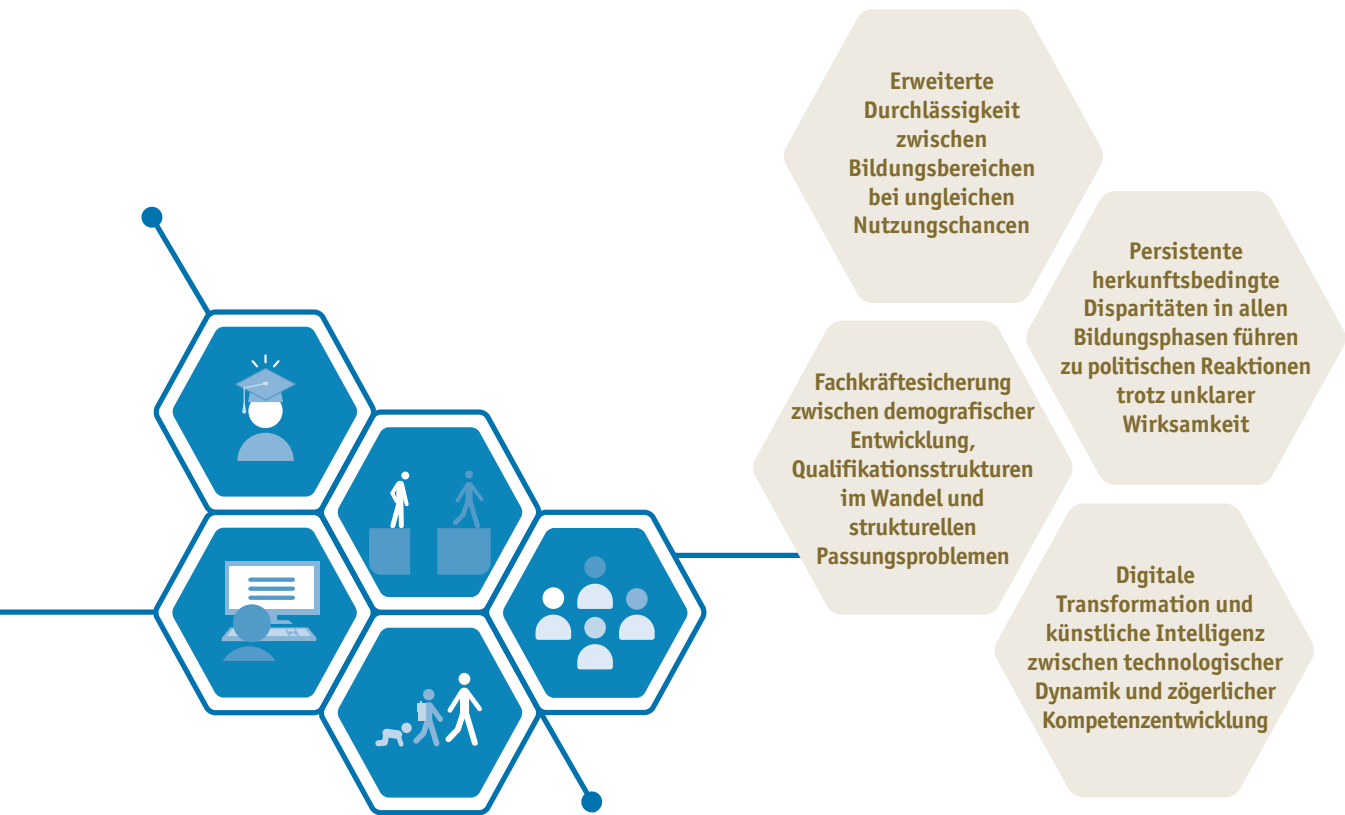 Erweiterte
Durchlässigkeit
zwischen
Bildungsbereichen
bei ungleichen
Nutzungschancen
Persistente
herkunftsbedingte
Disparitäten in allen
Bildungsphasen führen
zu politischen Reaktionen
trotz unklarer
Wirksamkeit
Fachkräftesicherung
zwischen demografischer
Entwicklung,
Qualifikationsstrukturen
im Wandel und
strukturellen
Passungsproblemen
Digitale
Transformation und
künstliche Intelligenz
zwischen technologischer
Dynamik und zögerlicher
Kompetenzentwicklung